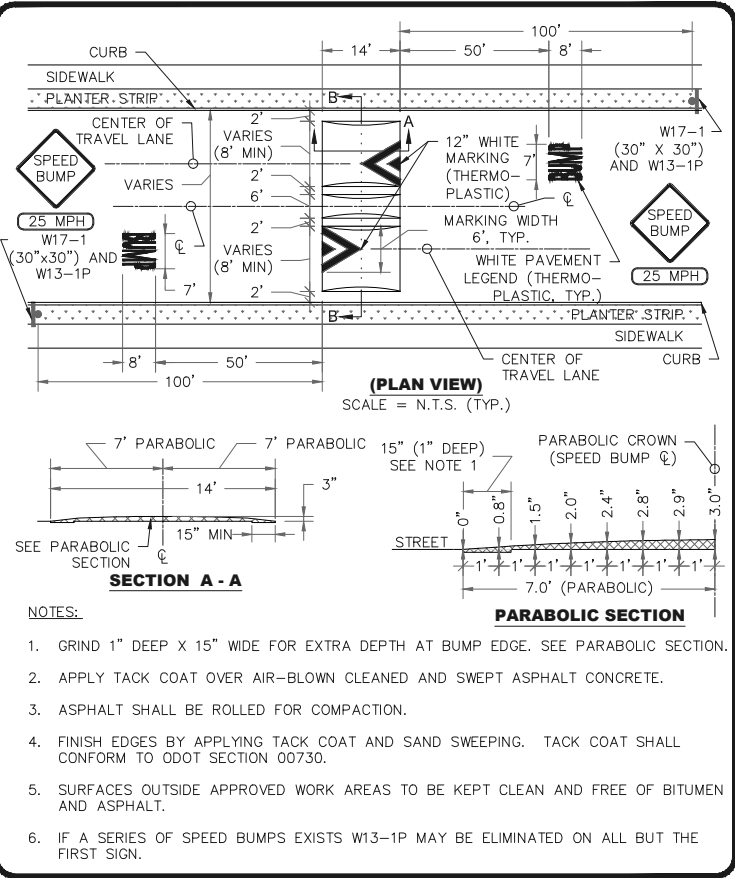 100'
14'
50'
8'
CURB
SIDEWALK
PLANTER STRIP
B
A
CENTER OF
TRAVEL LANE
2'
VARIES
(8' MIN)
12" WHITE
MARKING
(THERMO-
PLASTIC)
7'
W17-1
(30" X 30")
AND W13-1P
SPEED
BUMP
25 MPH
VARIES
2'
6'
2'
℄
℄
MARKING WIDTH
6', TYP.
SPEED
BUMP
25 MPH
W17-1
(30"x30") AND
W13-1P
VARIES
(8' MIN)
WHITE PAVEMENT
LEGEND (THERMO-
PLASTIC, TYP.)
7'
2'
B
PLANTER STRIP
SIDEWALK
8'
50'
100'
CENTER OF
TRAVEL LANE
CURB
(PLAN VIEW)
SCALE = N.T.S. (TYP.)
7' PARABOLIC
7' PARABOLIC
14'
3"
15" MIN
SEE PARABOLIC
SECTION
℄
SECTION A - A
15" (1" DEEP)
SEE NOTE 1
PARABOLIC CROWN
(SPEED BUMP ℄)
0"
0.8"
1.5"
2.0"
2.4"
2.8"
2.9"
3.0"
STREET
1'
1'
1'
1'
1'
1'
1'
7.0' (PARABOLIC)
PARABOLIC SECTION
NOTES:
1. GRIND 1" DEEP X 15" WIDE FOR EXTRA DEPTH AT BUMP EDGE. SEE PARABOLIC SECTION.
2. APPLY TACK COAT OVER AIR-BLOWN CLEANED AND SWEPT ASPHALT CONCRETE.
3. ASPHALT SHALL BE ROLLED FOR COMPACTION.
4. FINISH EDGES BY APPLYING TACK COAT AND SAND SWEEPING. TACK COAT SHALL
CONFORM TO ODOT SECTION 00730.
5. SURFACES OUTSIDE APPROVED WORK AREAS TO BE KEPT CLEAN AND FREE OF BITUMEN
AND ASPHALT.
6. IF A SERIES OF SPEED BUMPS EXISTS W13-1P MAY BE ELIMINATED ON ALL BUT THE
FIRST SIGN.